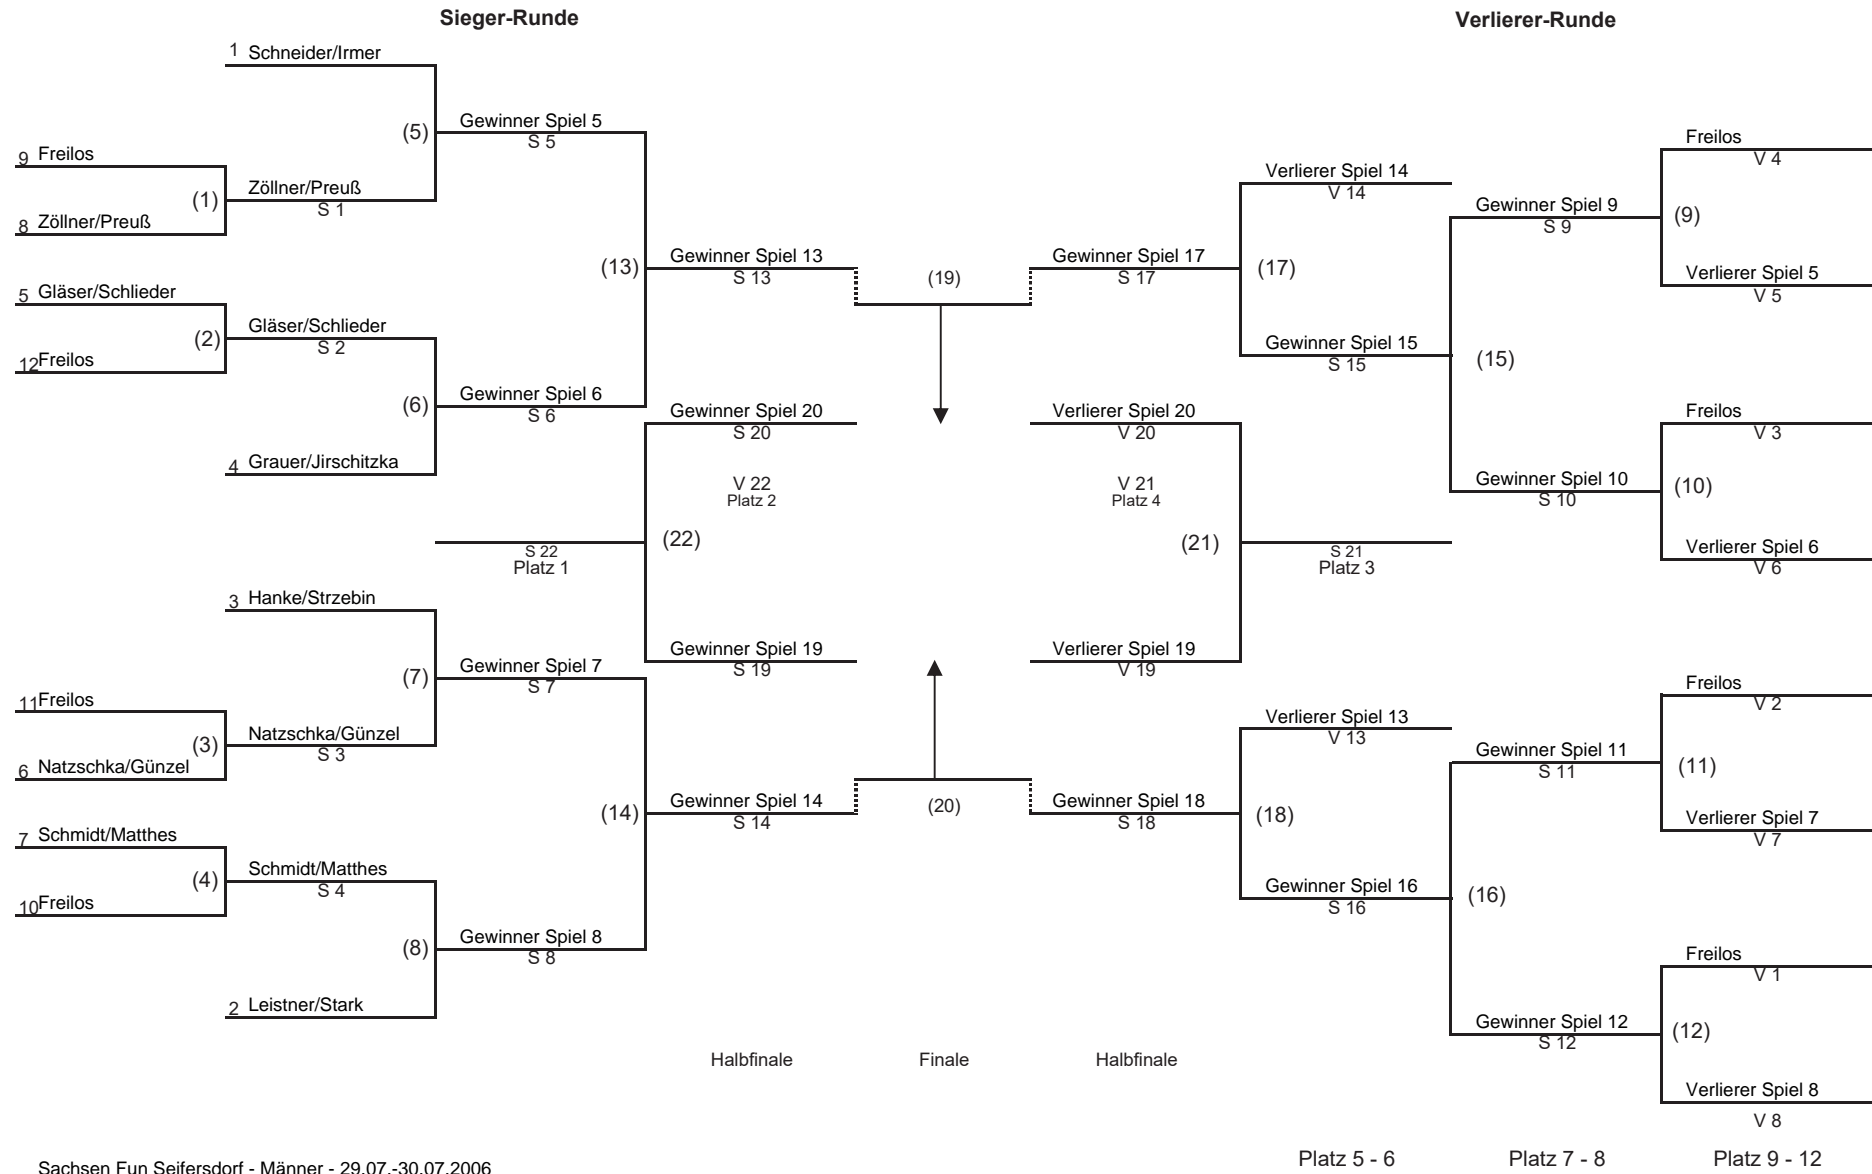 Sieger-Runde
Verlierer-Runde
1 Schneider/Irmer
(5)
Gewinner Spiel 5
S 5
9 Freilos
(1)
Zöllner/Preuß
S 1
8 Zöllner/Preuß
(13)
Gewinner Spiel 13
S 13
5 Gläser/Schlieder
(2)
Gläser/Schlieder
S 2
12 Freilos
(6)
Gewinner Spiel 6
S 6
4 Grauer/Jirschitzka
Gewinner Spiel 20
S 20
V 22
Platz 2
(22)
S 22
Platz 1
Gewinner Spiel 19
S 19
3 Hanke/Strzebin
(7)
Gewinner Spiel 7
S 7
11 Freilos
(3)
Natzschka/Günzel
S 3
6 Natzschka/Günzel
(14)
Gewinner Spiel 14
S 14
7 Schmidt/Matthes
(4)
Schmidt/Matthes
S 4
10 Freilos
(8)
Gewinner Spiel 8
S 8
2 Leistner/Stark
(19)
(20)
Gewinner Spiel 17
S 17
(17)
Verlierer Spiel 14
V 14
Gewinner Spiel 15
S 15
(15)
Gewinner Spiel 9
S 9
(9)
Freilos
V 4
Verlierer Spiel 5
V 5
Gewinner Spiel 10
S 10
(10)
Freilos
V 3
Verlierer Spiel 6
V 6
Verlierer Spiel 20
V 20
V 21
Platz 4
(21)
S 21
Platz 3
Verlierer Spiel 19
V 19
Gewinner Spiel 18
S 18
(18)
Verlierer Spiel 13
V 13
Gewinner Spiel 16
S 16
(16)
Gewinner Spiel 11
S 11
(11)
Freilos
V 2
Verlierer Spiel 7
V 7
Gewinner Spiel 12
S 12
(12)
Freilos
V 1
Verlierer Spiel 8
V 8
Halbfinale
Finale
Halbfinale
Platz 5 - 6
Platz 7 - 8
Platz 9 - 12
Sachsen Fun Seifersdorf - Männer - 29.07.-30.07.2006